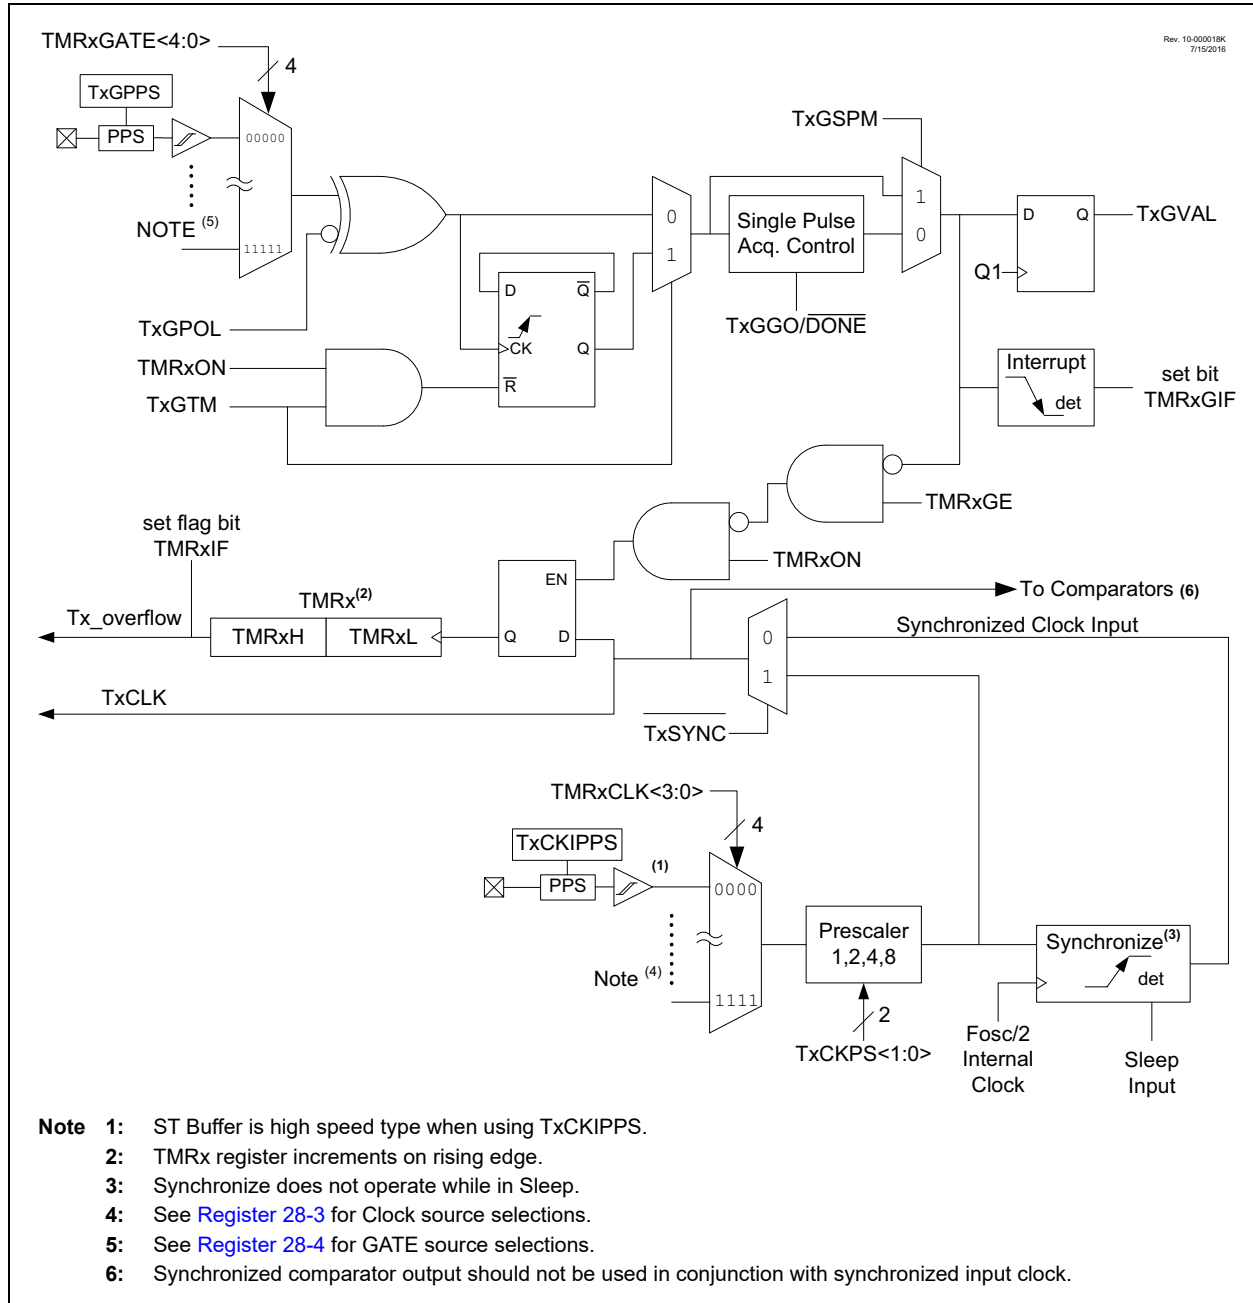 Rev. 10-000018K
7/15/2016
TMRxGATE<4:0>
4
TxGPPS
PPS
00000
NOTE (5)
11111
TxGPOL
TMRxON
TxGTM
D
Q
CK
Q
R
0
1
Single Pulse
Acq. Control
TxGGO/DONE
TxGSPM
1
0
D
Q
Q1
TxGVAL
Interrupt
det
set bit
TMRxGIF
TMRxGE
TMRxON
set flag bit
TMRxIF
Tx_overflow
TMRx(2)
TMRxH
TMRxL
EN
Q
D
TxCLK
To Comparators (6)
Synchronized Clock Input
0
1
TxSYNC
TMRxCLK<3:0>
4
TxCKIPPS
PPS
(1)
0000
Note (4)
1111
Prescaler
1,2,4,8
2
TxCKPS<1:0>
Synchronize(3)
det
Fosc/2
Internal
Clock
Sleep
Input
Note 1: ST Buffer is high speed type when using TxCKIPPS.
2: TMRx register increments on rising edge.
3: Synchronize does not operate while in Sleep.
4: See Register 28-3 for Clock source selections.
5: See Register 28-4 for GATE source selections.
6: Synchronized comparator output should not be used in conjunction with synchronized input clock.